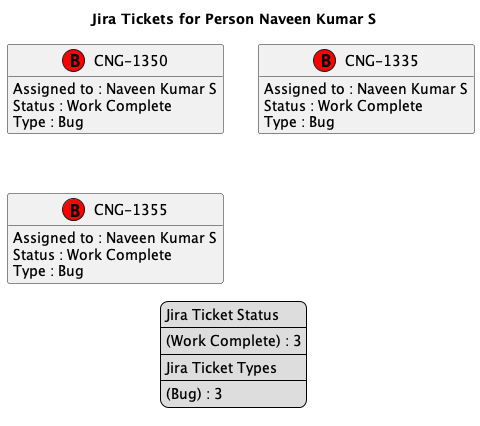 Jira Tickets for Person Naveen Kumar S
B CNG-1350
Assigned to : Naveen Kumar S
Status : Work Complete
Type : Bug
B CNG-1335
Assigned to : Naveen Kumar S
Status : Work Complete
Type : Bug
B CNG-1355
Assigned to : Naveen Kumar S
Status : Work Complete
Type : Bug
Jira Ticket Status
(Work Complete) : 3
Jira Ticket Types
(Bug) : 3